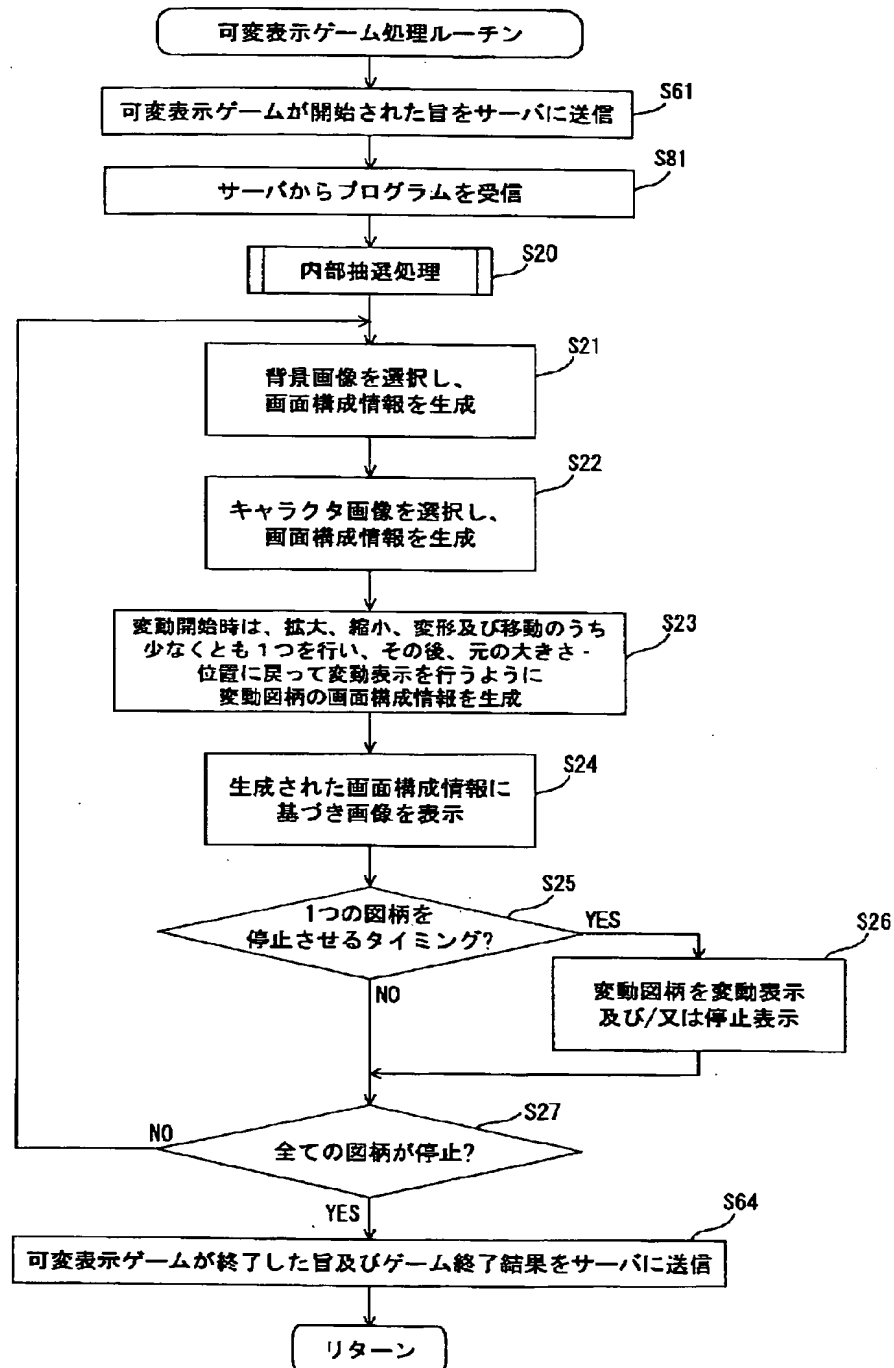 可変表示ゲーム処理ルーチン
S61
可変表示ゲームが開始された旨をサーバに送信
S81
サーバからプログラムを受信
S20
内部抽選処理
S21
背景画像を選択し、
画面構成情報を生成
S22
キャラクタ画像を選択し、
画面構成情報を生成
S23
変動開始時は、拡大、縮小、変形及び移動のうち
少なくとも1つを行い、その後、元の大きさ・
位置に戻って変動表示を行うように
変動図柄の画面構成情報を生成
S24
生成された画面構成情報に
基づき画像を表示
S25
1つの図柄を
停止させるタイミング?
YES
S26
NO
変動図柄を変動表示
及び/又は停止表示
S27
NO
全ての図柄が停止?
YES
S64
可変表示ゲームが終了した旨及びゲーム終了結果をサーバに送信
リターン